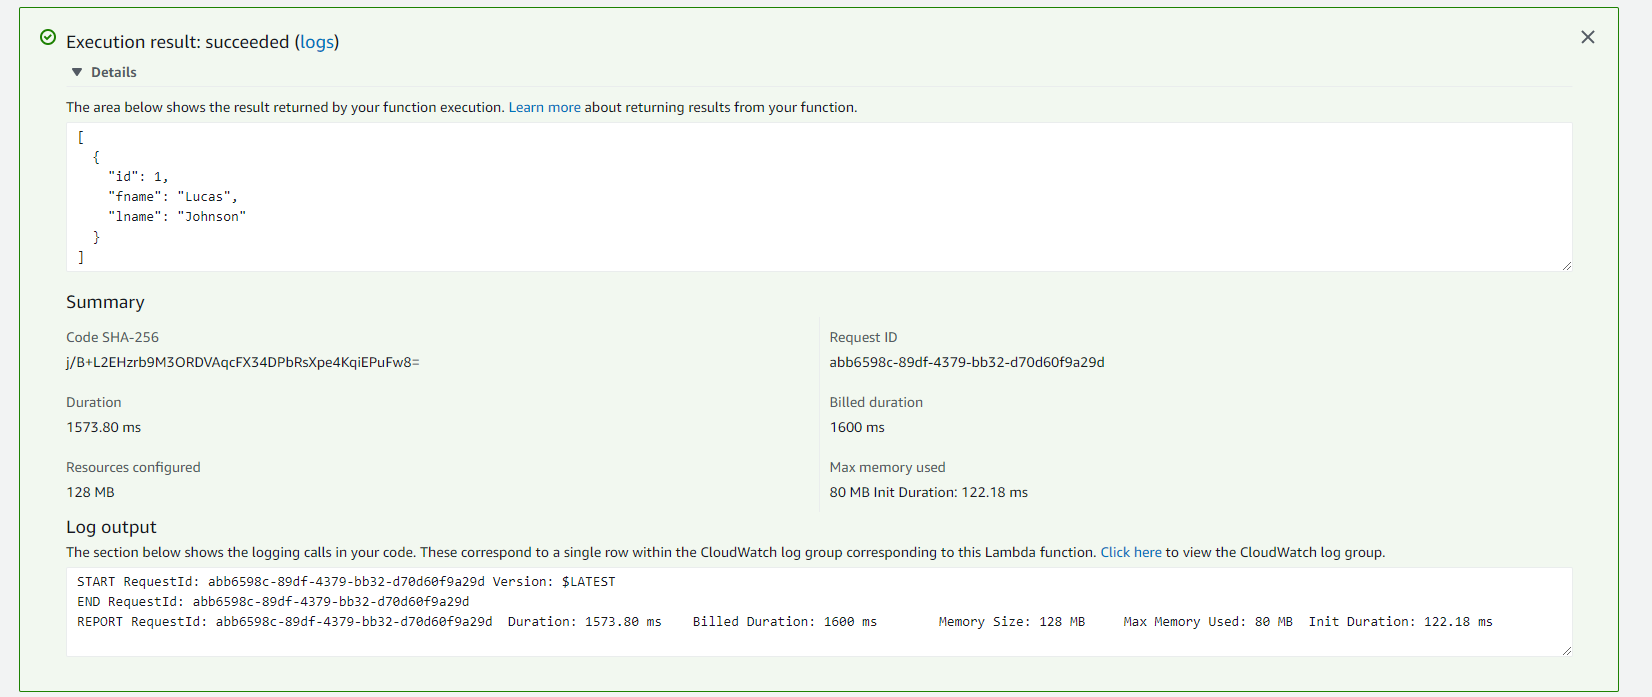 Execution result: succeeded (logs)
Details
The area below shows the result returned by your function execution. Learn more about returning results from your function.
[
  {
    "id": 1,
    "fname": "Lucas",
    "lname": "Johnson"
  }
]
Summary
Code SHA-256
j/B+L2EHzrb9M3ORDVAqcFX34DPbRsXpe4KqiEPuFw8=
Request ID
abb6598c-89df-4379-bb32-d70d60f9a29d
Duration
1573.80 ms
Billed duration
1600 ms
Resources configured
128 MB
Max memory used
80 MB Init Duration: 122.18 ms
Log output
The section below shows the logging calls in your code. These correspond to a single row within the CloudWatch log group corresponding to this Lambda function. Click here to view the CloudWatch log group.
START RequestId: abb6598c-89df-4379-bb32-d70d60f9a29d Version: $LATEST
END RequestId: abb6598c-89df-4379-bb32-d70d60f9a29d
REPORT RequestId: abb6598c-89df-4379-bb32-d70d60f9a29d  Duration: 1573.80 ms    Billed Duration: 1600 ms        Memory Size: 128 MB     Max Memory Used: 80 MB  Init Duration: 122.18 ms